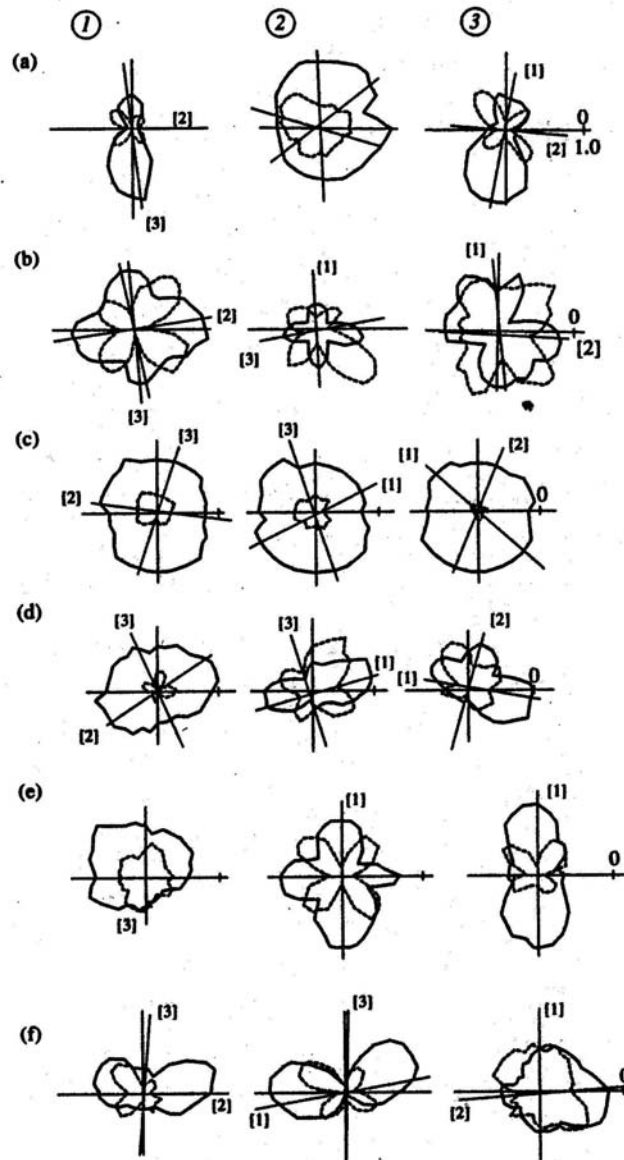 ① ② ③
(a)
[1]
[2] 0
[2] 1.0
[3]
(b)
[1] [1]
[2] 0
[3] [2]
[3]
(c)
[3] [3] [2]
[2] [1] [1] 0
(d)
[3] [3] [2]
[1] [1] 0
[2]
(e)
[1] [1]
0
[3]
(f)
[3] [3] [1]
[2] [1] [2]